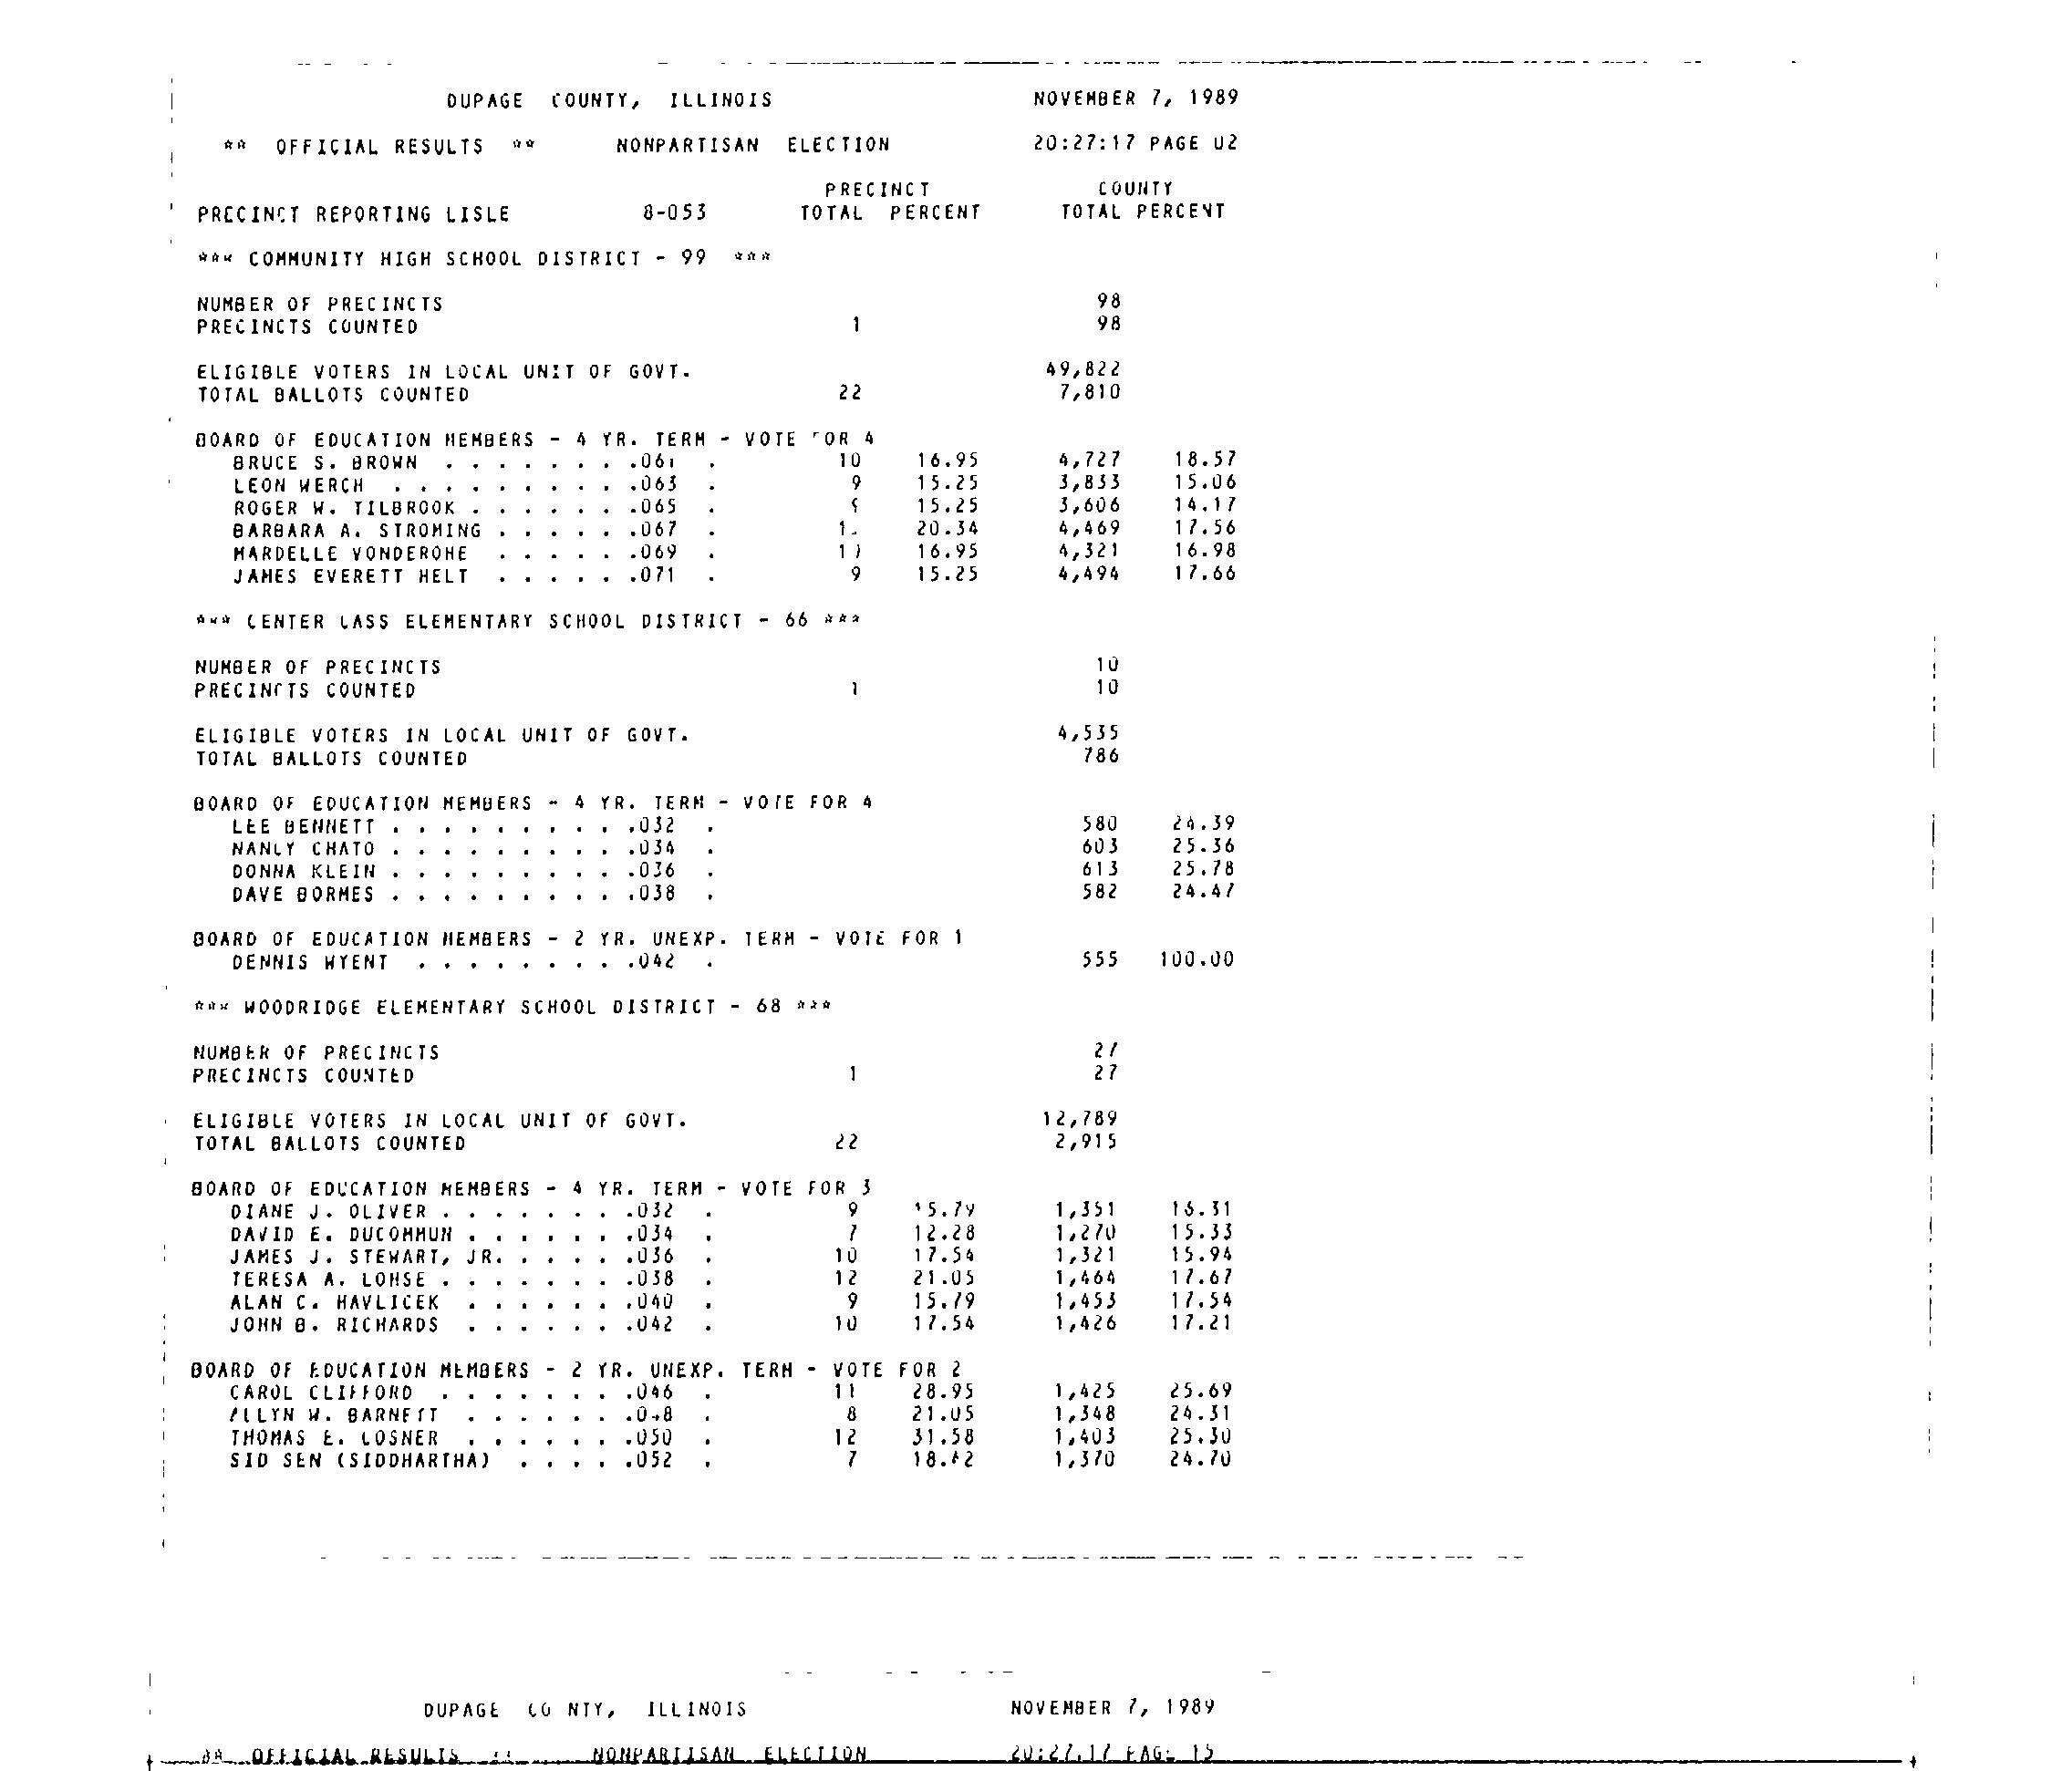 DUPAGE COUNTY, ILLINOIS NOVEMBER 7, 1989
** OFFICIAL RESULTS ** NONPARTISAN ELECTION 20:27:17 PAGE 02
PRECINCT COUNTY
PRECINCT REPORTING LISLE 8-053 TOTAL PERCENT TOTAL PERCENT
*** COMMUNITY HIGH SCHOOL DISTRICT - 99 ***
NUMBER OF PRECINCTS 98
PRECINCTS COUNTED 1 98
ELIGIBLE VOTERS IN LOCAL UNIT OF GOVT. 49,822
TOTAL BALLOTS COUNTED 22 7,810
BOARD OF EDUCATION MEMBERS - 4 YR. TERM - VOTE FOR 4
BRUCE S. BROWN . . . . . . . .061 . 10 16.95 4,727 18.57
LEON WERCH . . . . . . . . . .063 . 9 15.25 3,833 15.06
ROGER W. TILBROOK . . . . . . .065 . 15.25 3,606 14.17
BARBARA A. STROMING . . . . . .067 . 20.34 4,469 17.56
MARDELLE VONDEROHE . . . . . .069 . 10 16.95 4,321 16.98
JAMES EVERETT HELT . . . . . .071 . 9 15.25 4,494 17.66
*** CENTER CASS ELEMENTARY SCHOOL DISTRICT - 66 ***
NUMBER OF PRECINCTS 10
PRECINCTS COUNTED 1 10
ELIGIBLE VOTERS IN LOCAL UNIT OF GOVT. 4,535
TOTAL BALLOTS COUNTED 786
BOARD OF EDUCATION MEMBERS - 4 YR. TERM - VOTE FOR 4
LEE BENNETT . . . . . . . . . .032 . 580 24.39
NANCY CHATO . . . . . . . . . .034 . 603 25.36
DONNA KLEIN . . . . . . . . . .036 . 613 25.78
DAVE BORMES . . . . . . . . . .038 . 582 24.47
BOARD OF EDUCATION MEMBERS - 2 YR. UNEXP. TERM - VOTE FOR 1
DENNIS WYENT . . . . . . . . .042 . 555 100.00
*** WOODRIDGE ELEMENTARY SCHOOL DISTRICT - 68 ***
NUMBER OF PRECINCTS 27
PRECINCTS COUNTED 1 27
ELIGIBLE VOTERS IN LOCAL UNIT OF GOVT. 12,789
TOTAL BALLOTS COUNTED 22 2,915
BOARD OF EDUCATION MEMBERS - 4 YR. TERM - VOTE FOR 3
DIANE J. OLIVER . . . . . . . .032 . 9 15.79 1,351 16.31
DAVID E. DUCOMMUN . . . . . . .034 . 7 12.28 1,270 15.33
JAMES J. STEWART, JR. . . . . .036 . 10 17.54 1,321 15.94
TERESA A. LOHSE . . . . . . . .038 . 12 21.05 1,464 17.67
ALAN C. HAVLICEK . . . . . . .040 . 9 15.79 1,453 17.54
JOHN B. RICHARDS . . . . . . .042 . 10 17.54 1,426 17.21
BOARD OF EDUCATION MEMBERS - 2 YR. UNEXP. TERM - VOTE FOR 2
CAROL CLIFFORD . . . . . . . .046 . 11 28.95 1,425 25.69
ALLYN W. BARNETT . . . . . . .048 . 8 21.05 1,348 24.31
THOMAS E. LOSNER . . . . . . .050 . 12 31.58 1,403 25.30
SID SEN (SIDDHARTHA) . . . . .052 . 7 18.42 1,370 24.70
DUPAGE COUNTY, ILLINOIS NOVEMBER 7, 1989
** OFFICIAL RESULTS ** NONPARTISAN ELECTION 20:27:17 PAGE 15